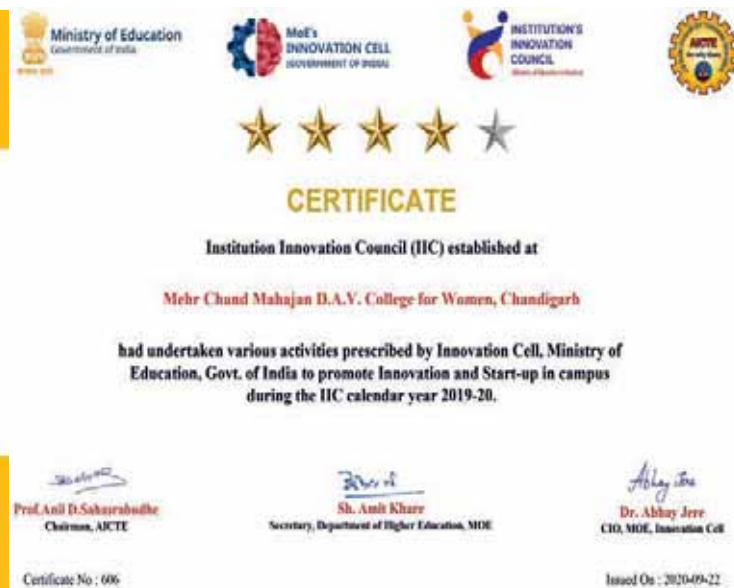 Ministry of Education
Government of India
MoE's
INNOVATION CELL
(GOVERNMENT OF INDIA)
INSTITUTION'S
INNOVATION
COUNCIL
AICTE
CERTIFICATE
Institution Innovation Council (IIC) established at
Mehr Chand Mahajan D.A.V. College for Women, Chandigarh
had undertaken various activities prescribed by Innovation Cell, Ministry of
Education, Govt. of India to promote Innovation and Start-up in campus
during the IIC calendar year 2019-20.
Prof.Anil D.Sahasrabudhe
Chairman, AICTE
Sh. Amit Khare
Secretary, Department of Higher Education, MOE
Abhay Jere
Dr. Abhay Jere
CIO, MOE, Innovation Cell
Certificate No : 606
Issued On : 2020-09-22